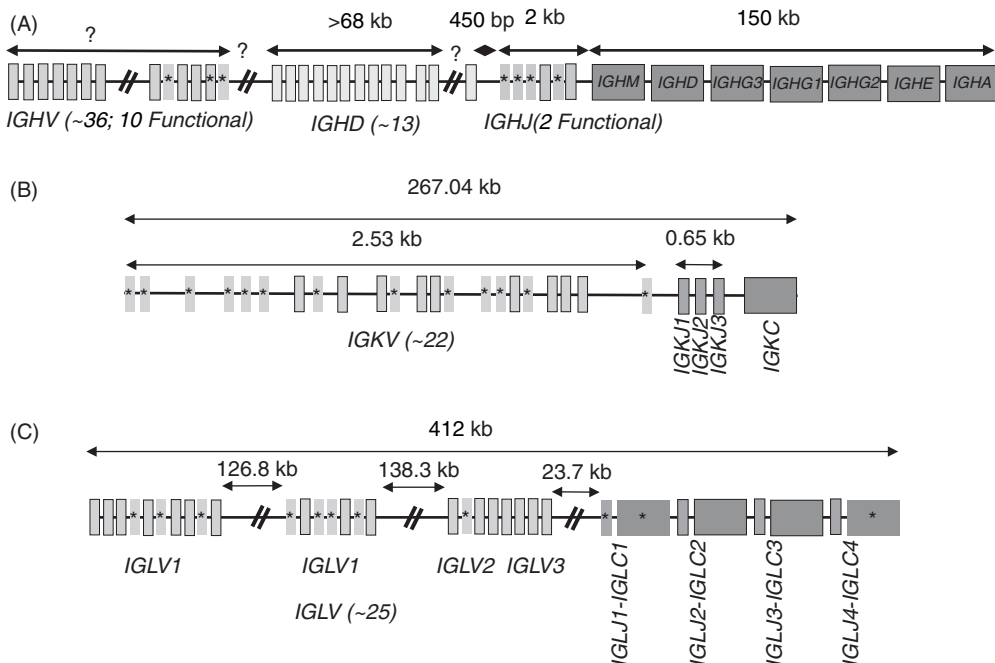 (A)
? ? >68 kb ? 450 bp 2 kb 150 kb
* * * * * * * IGHM IGHD IGHG3 IGHG1 IGHG2 IGHE IGHA
IGHV (~36; 10 Functional) IGHD (~13) IGHJ(2 Functional)
(B)
267.04 kb
2.53 kb 0.65 kb
* * * * * * * * * * * * *
IGKV (~22)
IGKJ1
IGKJ2
IGKJ3
IGKC
(C)
412 kb
126.8 kb 138.3 kb 23.7 kb
* * * * * * * * * * *
IGLV1 IGLV1 IGLV2 IGLV3
IGLV (~25)
IGLJ1-IGLC1
IGLJ2-IGLC2
IGLJ3-IGLC3
IGLJ4-IGLC4